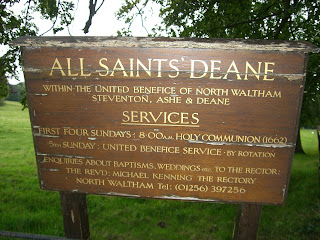 ALL SAINTS' DEANE
WITHIN THE UNITED BENEFICE OF NORTH WALTHAM
STEVENTON, ASHE & DEANE
SERVICES
FIRST FOUR SUNDAYS: 8·00A.M. HOLY COMMUNION (1662)
5TH SUNDAY: UNITED BENEFICE SERVICE · BY ROTATION
ENQUIRIES ABOUT BAPTISMS, WEDDINGS ETC: TO THE RECTOR:
THE REV'D: MICHAEL KENNING THE RECTORY
NORTH WALTHAM Tel: (01256) 397256